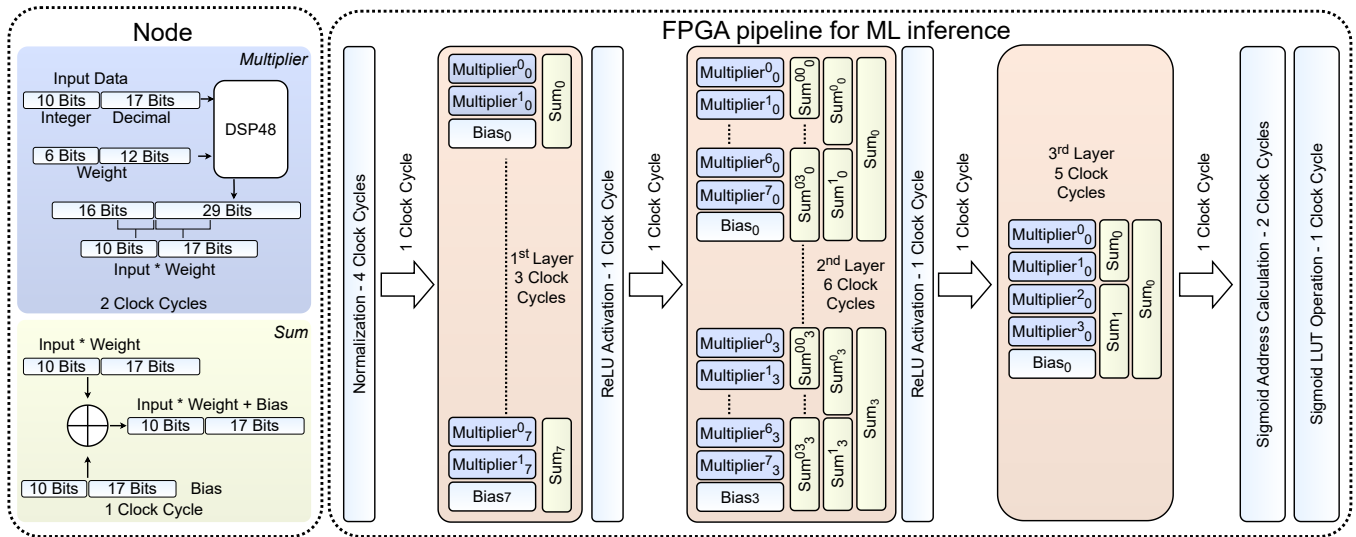 Node
Multiplier
Input Data
10 Bits 17 Bits
Integer Decimal
DSP48
6 Bits 12 Bits
Weight
16 Bits 29 Bits
10 Bits 17 Bits
Input * Weight
2 Clock Cycles
Sum
Input * Weight
10 Bits 17 Bits
Input * Weight + Bias
10 Bits 17 Bits
10 Bits 17 Bits Bias
1 Clock Cycle
FPGA pipeline for ML inference
Normalization - 4 Clock Cycles
1 Clock Cycle
Multiplier⁰₀
Multiplier¹₀
Bias₀
Sum₀
1ˢᵗ Layer
3 Clock
Cycles
Multiplier⁰₇
Multiplier¹₇
Bias₇
Sum₇
ReLU Activation - 1 Clock Cycle
1 Clock Cycle
Multiplier⁰₀
Multiplier¹₀
Multiplier⁶₀
Multiplier⁷₀
Bias₀
Sum⁰⁰₀
Sum⁰³₀
Sum⁰₀
Sum¹₀
Sum₀
2ⁿᵈ Layer
6 Clock
Cycles
Multiplier⁰₃
Multiplier¹₃
Multiplier⁶₃
Multiplier⁷₃
Bias₃
Sum⁰⁰₃
Sum⁰³₃
Sum⁰₃
Sum¹₃
Sum₃
ReLU Activation - 1 Clock Cycle
1 Clock Cycle
3ʳᵈ Layer
5 Clock
Cycles
Multiplier⁰₀
Multiplier¹₀
Multiplier²₀
Multiplier³₀
Bias₀
Sum₀
Sum₁
Sum₀
1 Clock Cycle
Sigmoid Address Calculation - 2 Clock Cycles
Sigmoid LUT Operation - 1 Clock Cycle